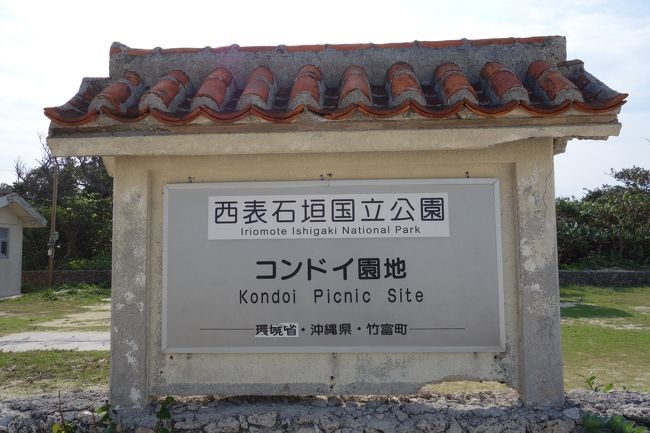 西表石垣国立公園
Iriomote Ishigaki National Park
コンドイ園地
Kondoi Picnic Site
環境省・沖縄県・竹富町